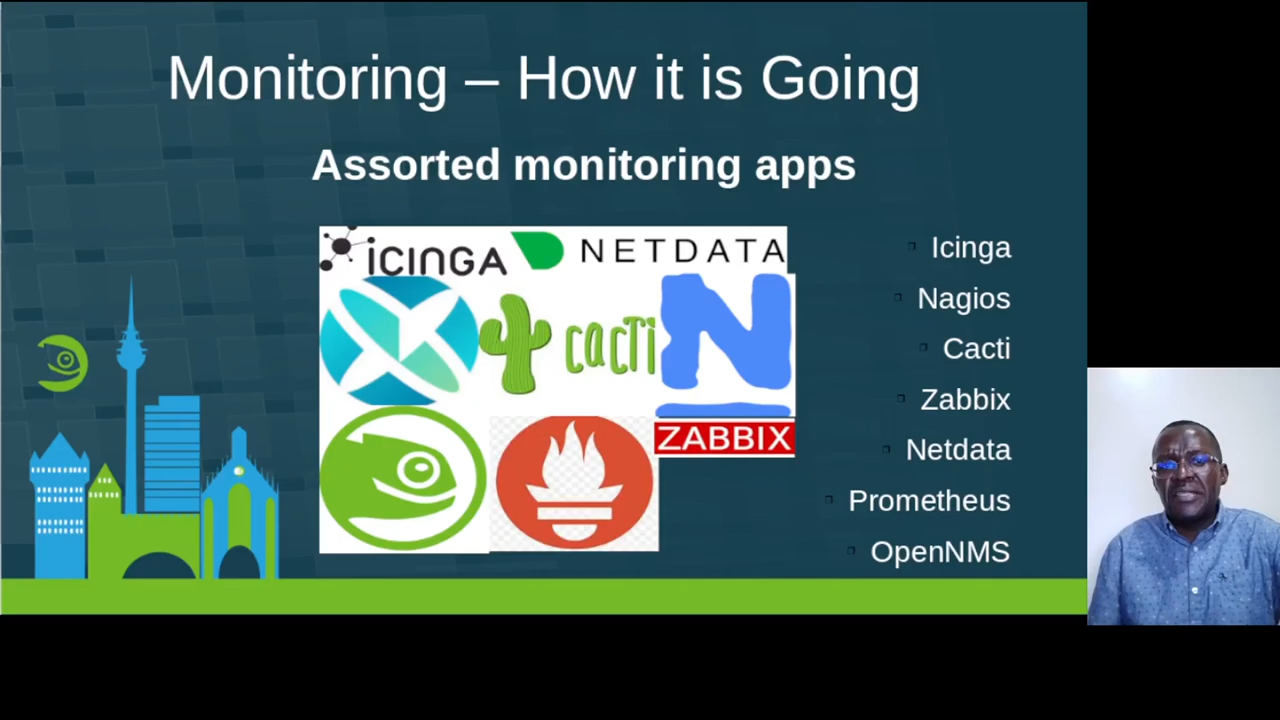 Monitoring – How it is Going
Assorted monitoring apps
ICINGA
NETDATA
cacti
N
ZABBIX
Icinga
Nagios
Cacti
Zabbix
Netdata
Prometheus
OpenNMS